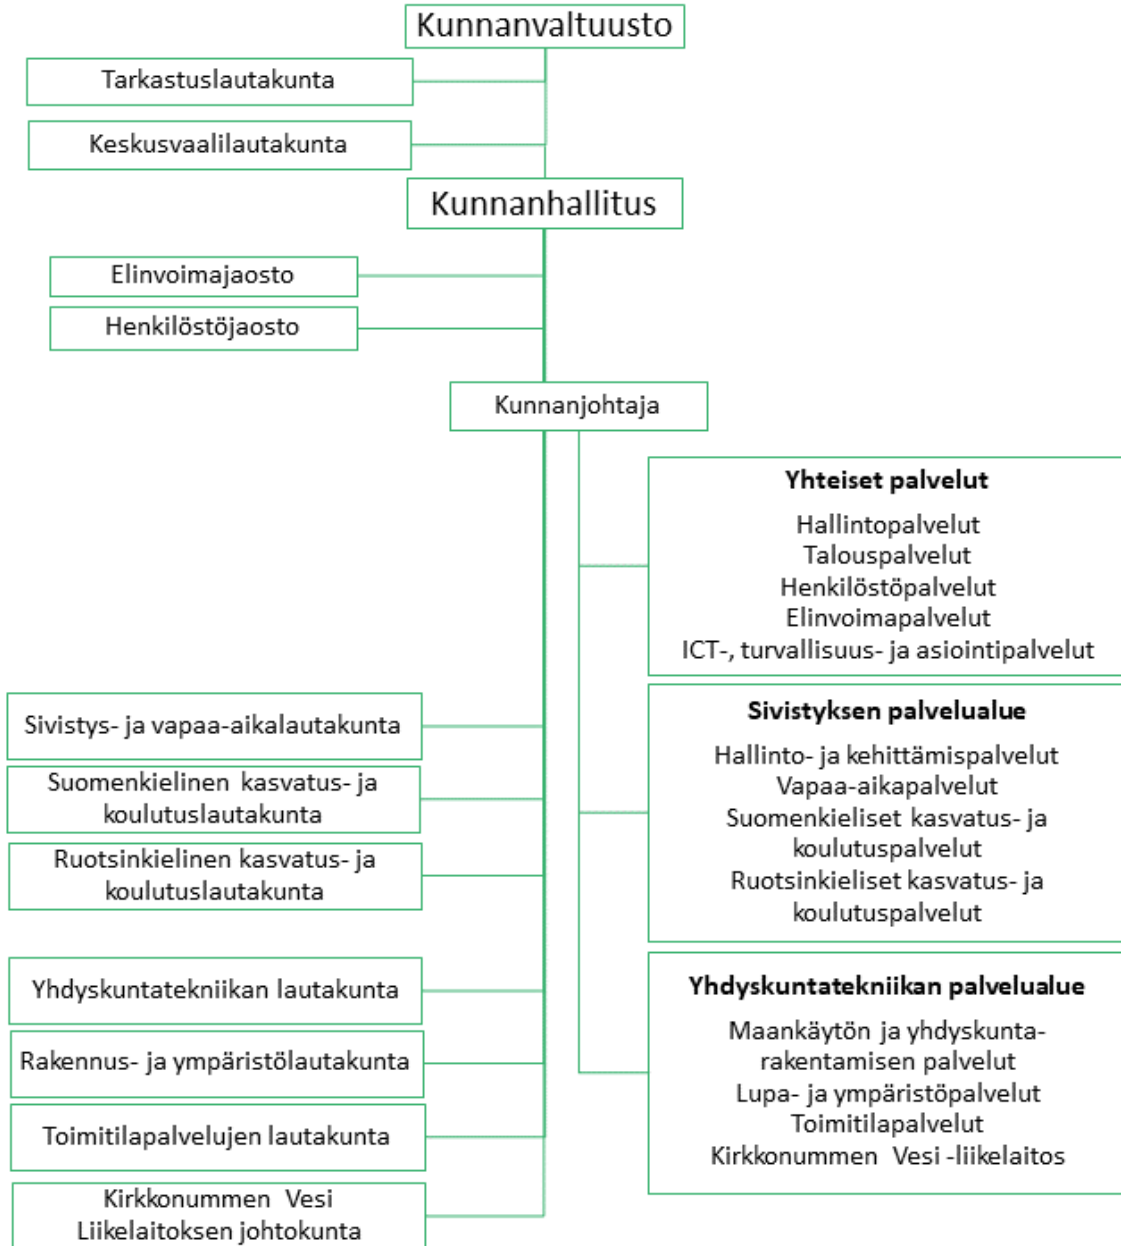 Kunnanvaltuusto
Tarkastuslautakunta
Keskusvaalilautakunta
Kunnanhallitus
Elinvoimajaosto
Henkilöstöjaosto
Kunnanjohtaja
Yhteiset palvelut
Hallintopalvelut
Talouspalvelut
Henkilöstöpalvelut
Elinvoimapalvelut
ICT-, turvallisuus- ja asiointipalvelut
Sivistyksen palvelualue
Hallinto- ja kehittämispalvelut
Vapaa-aikapalvelut
Suomenkieliset kasvatus- ja
koulutuspalvelut
Ruotsinkieliset kasvatus- ja
koulutuspalvelut
Yhdyskuntatekniikan palvelualue
Maankäytön ja yhdyskunta-
rakentamisen palvelut
Lupa- ja ympäristöpalvelut
Toimitilapalvelut
Kirkkonummen Vesi -liikelaitos
Sivistys- ja vapaa-aikalautakunta
Suomenkielinen kasvatus- ja
koulutuslautakunta
Ruotsinkielinen kasvatus- ja
koulutuslautakunta
Yhdyskuntatekniikan lautakunta
Rakennus- ja ympäristölautakunta
Toimitilapalvelujen lautakunta
Kirkkonummen Vesi
Liikelaitoksen johtokunta